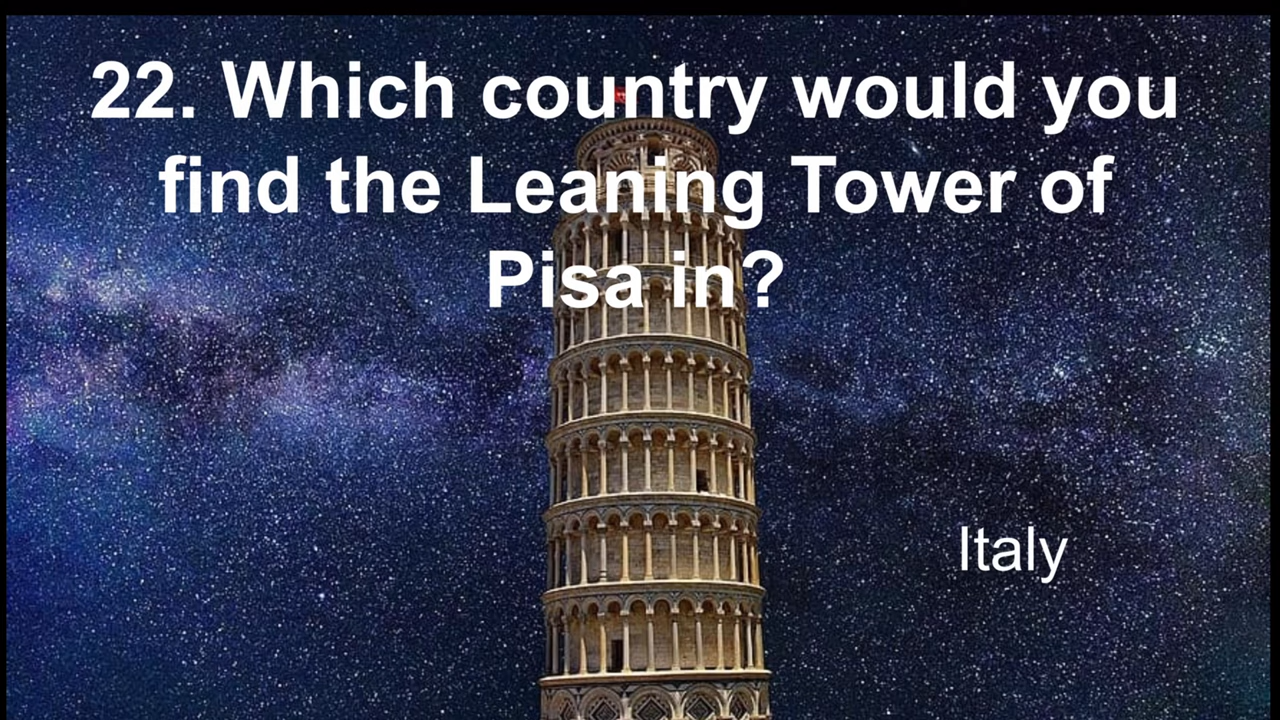 22. Which country would you
find the Leaning Tower of
Pisa in?
Italy